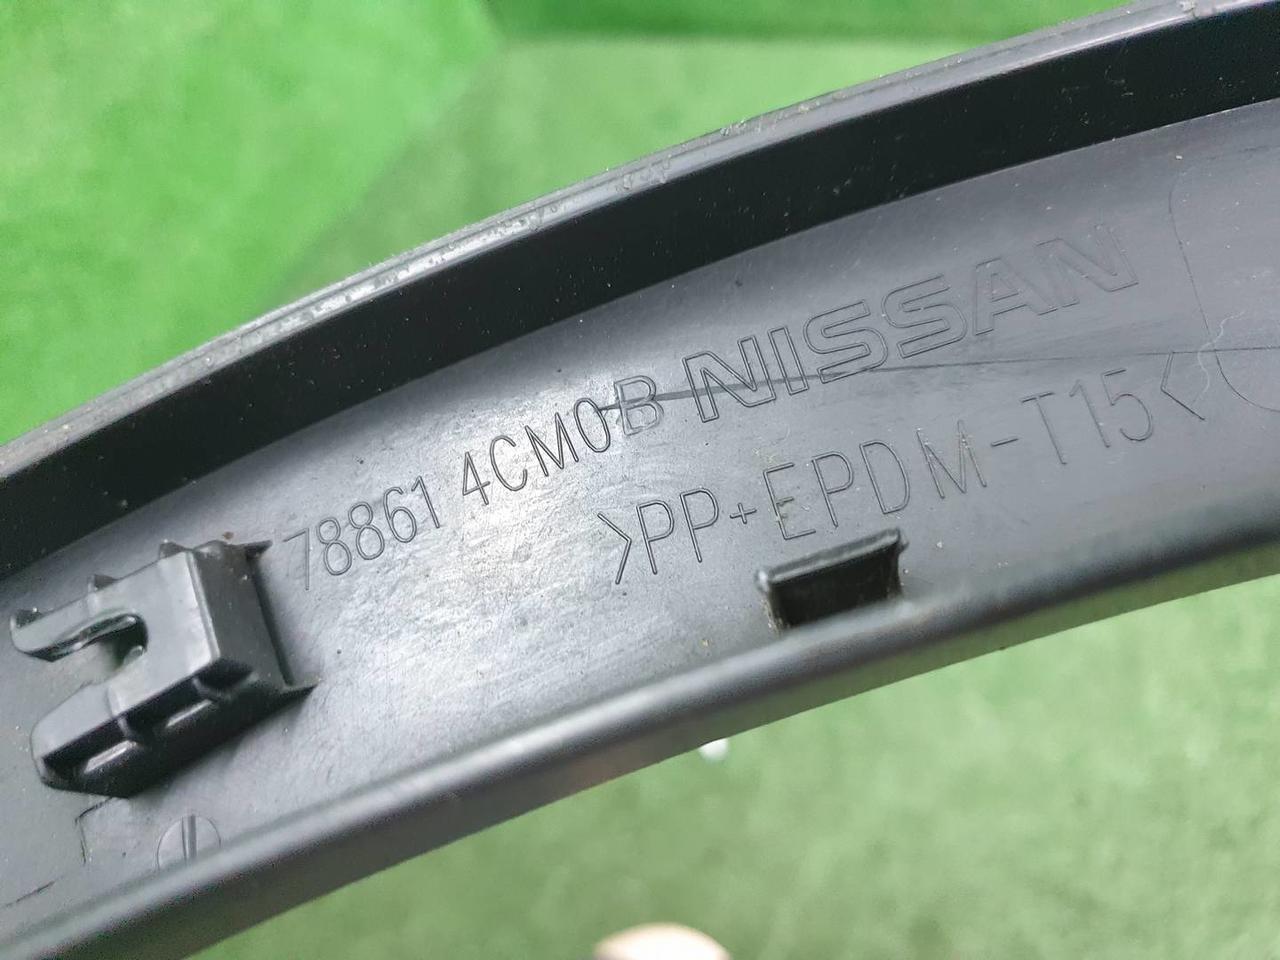 78861 4CM0B NISSAN
>PP+EPDM-T15<